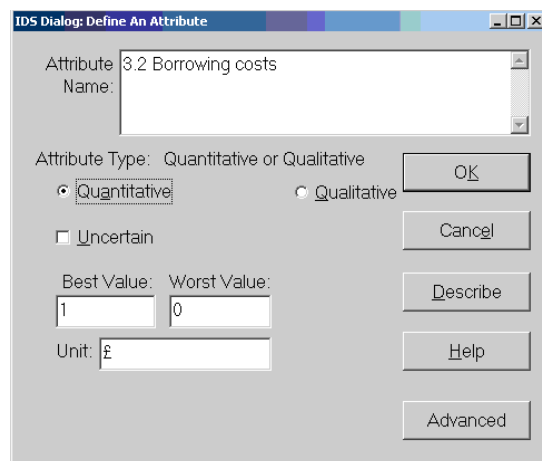 IDS Dialog: Define An Attribute
Attribute Name:
3.2 Borrowing costs
Attribute Type: Quantitative or Qualitative
Quantitative
Qualitative
OK
Uncertain
Cancel
Best Value: Worst Value:
1 0
Describe
Unit: £
Help
Advanced